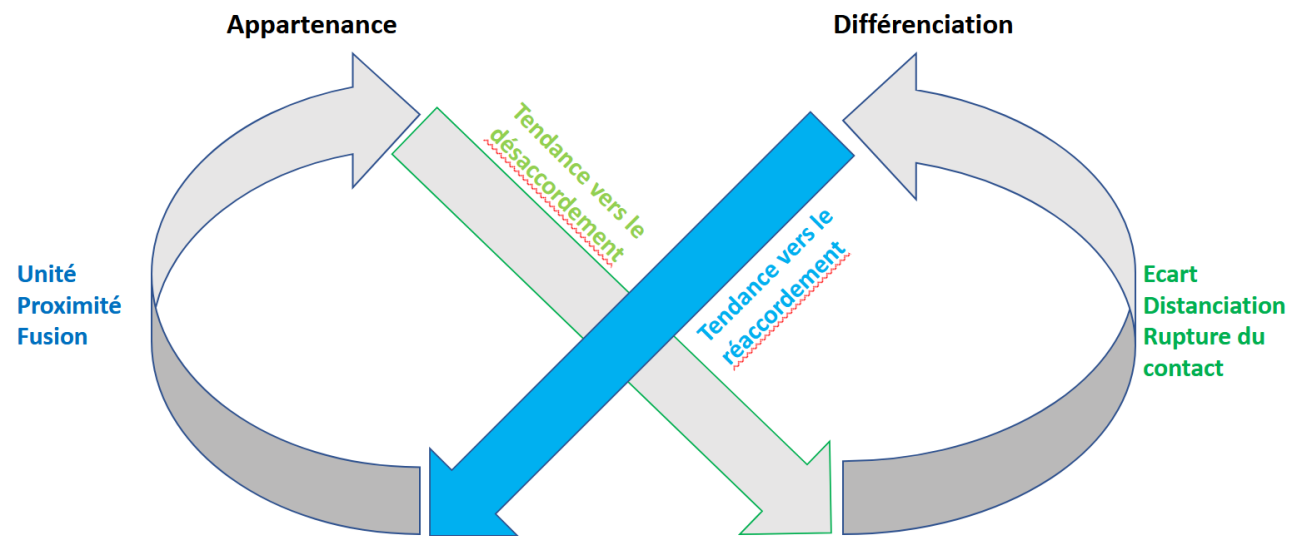 Appartenance
Différenciation
Tendance vers le
désaccordement
Tendance vers le
réaccordement
Unité
Proximité
Fusion
Ecart
Distanciation
Rupture du
contact